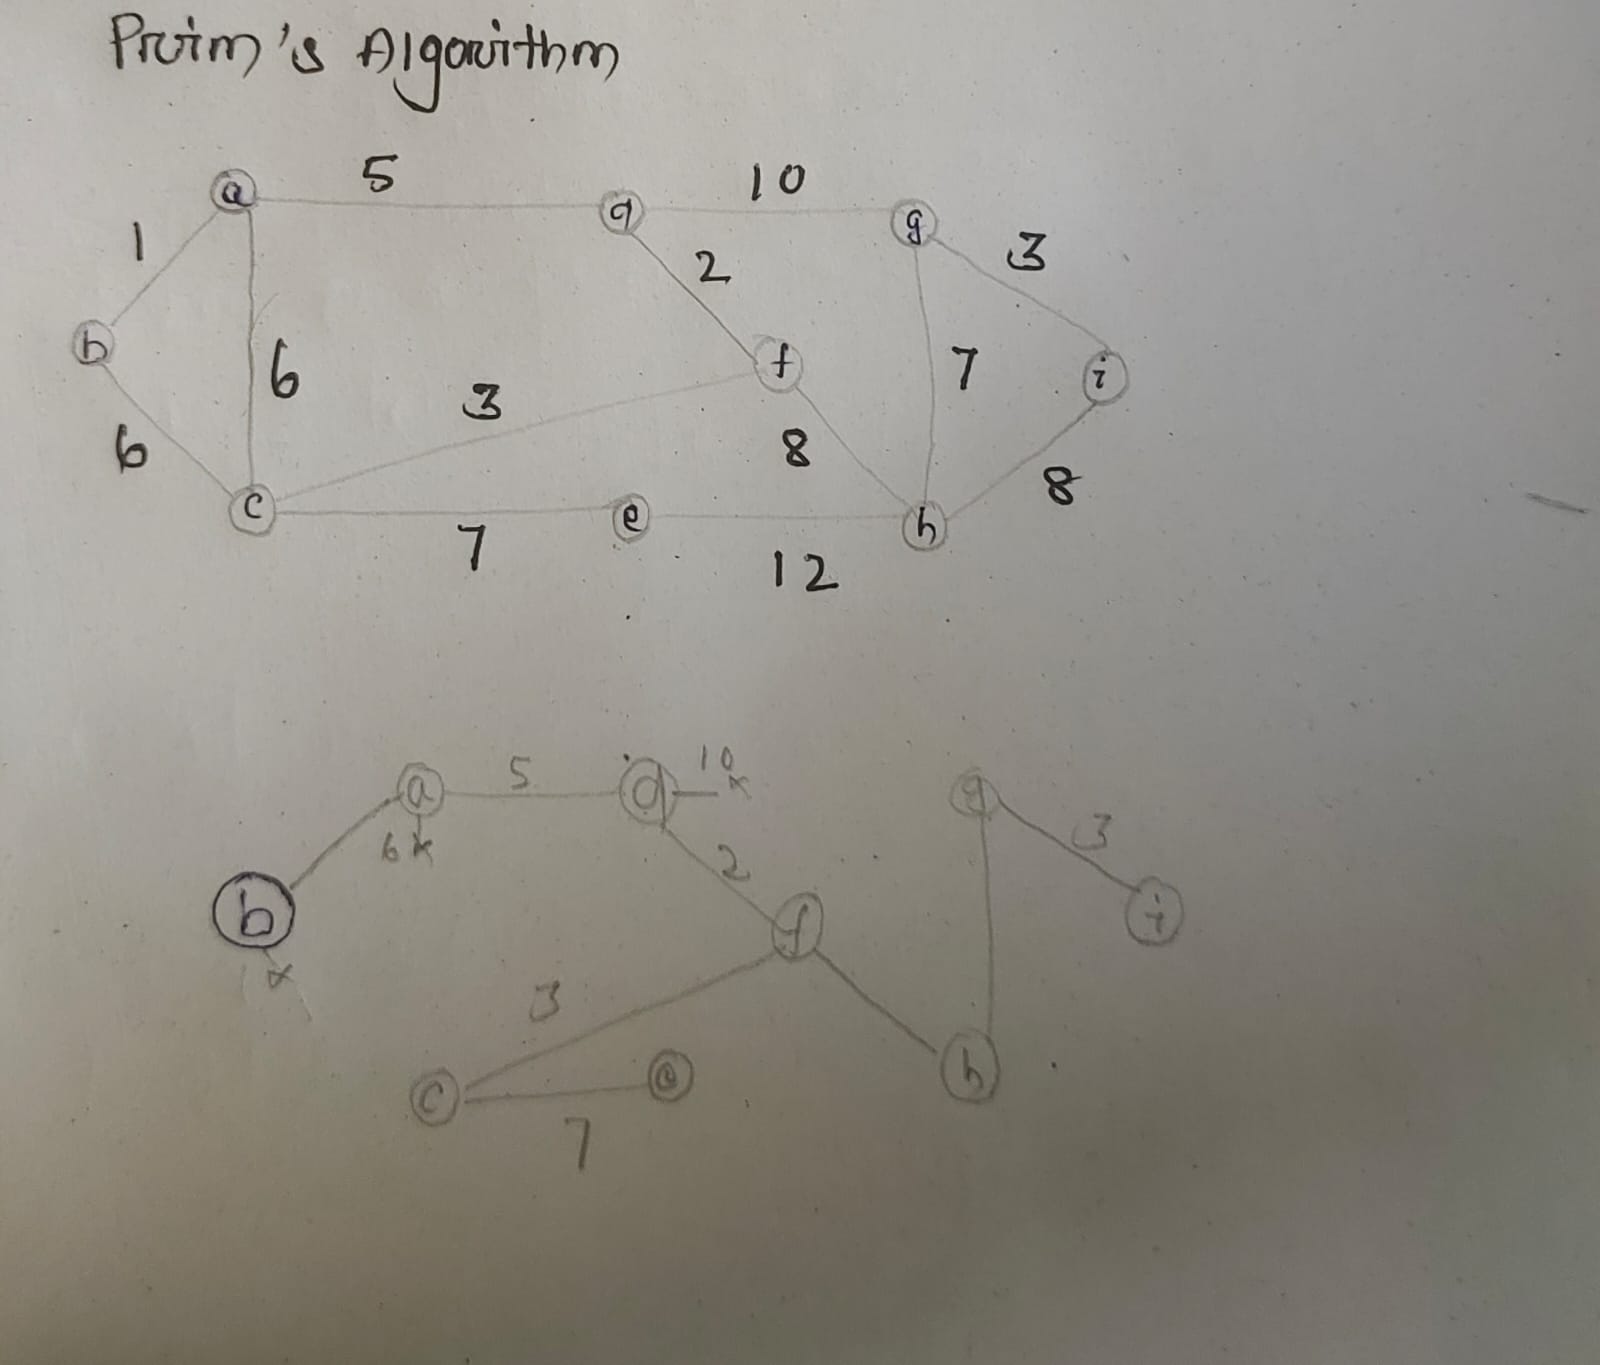 Prim's Algorithm
a 5 q 10 g
1 2 3
b 6 3 f 7 i
6 8 8
c 7 e 12 h
a 5 d 10 x g
6 x 2 3
b f i
x 3
c e h
7